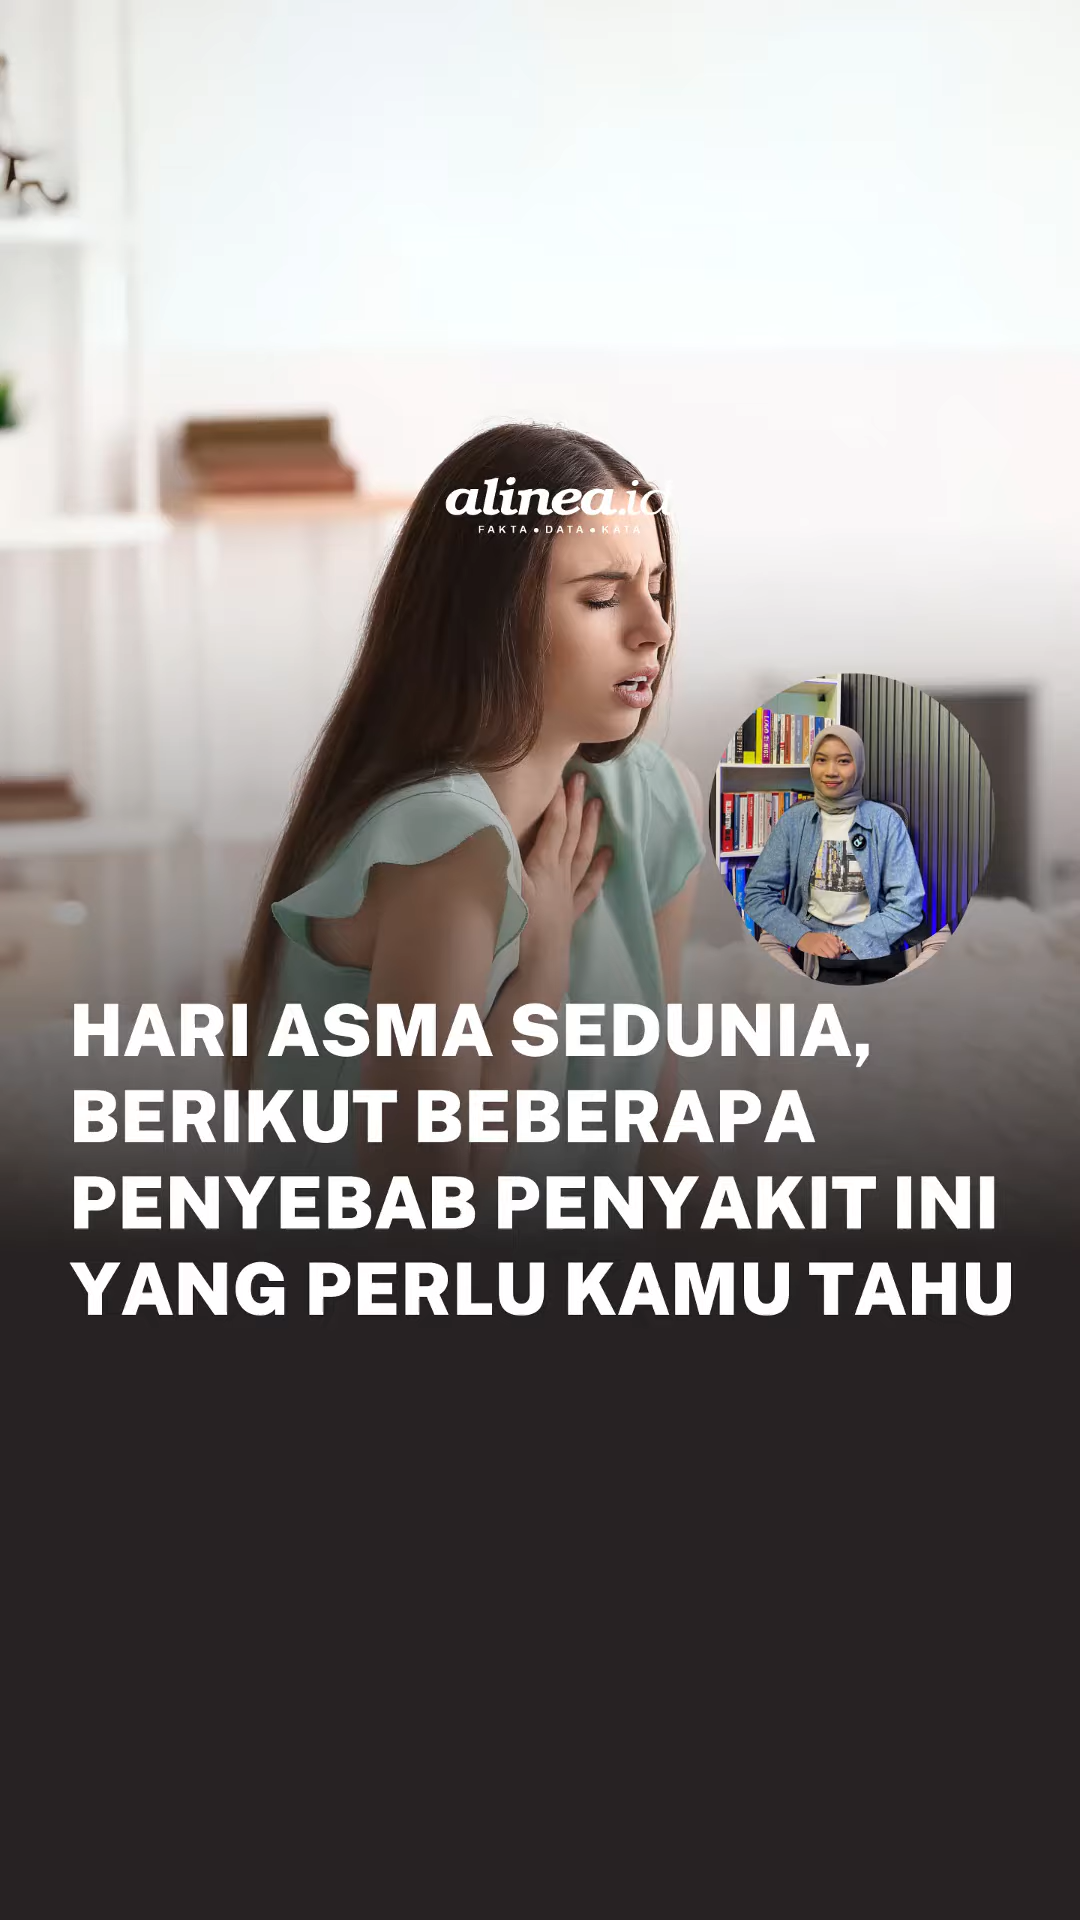 alinea.id
FAKTA • DATA • KATA
HARI ASMA SEDUNIA,
BERIKUT BEBERAPA
PENYEBAB PENYAKIT INI
YANG PERLU KAMU TAHU